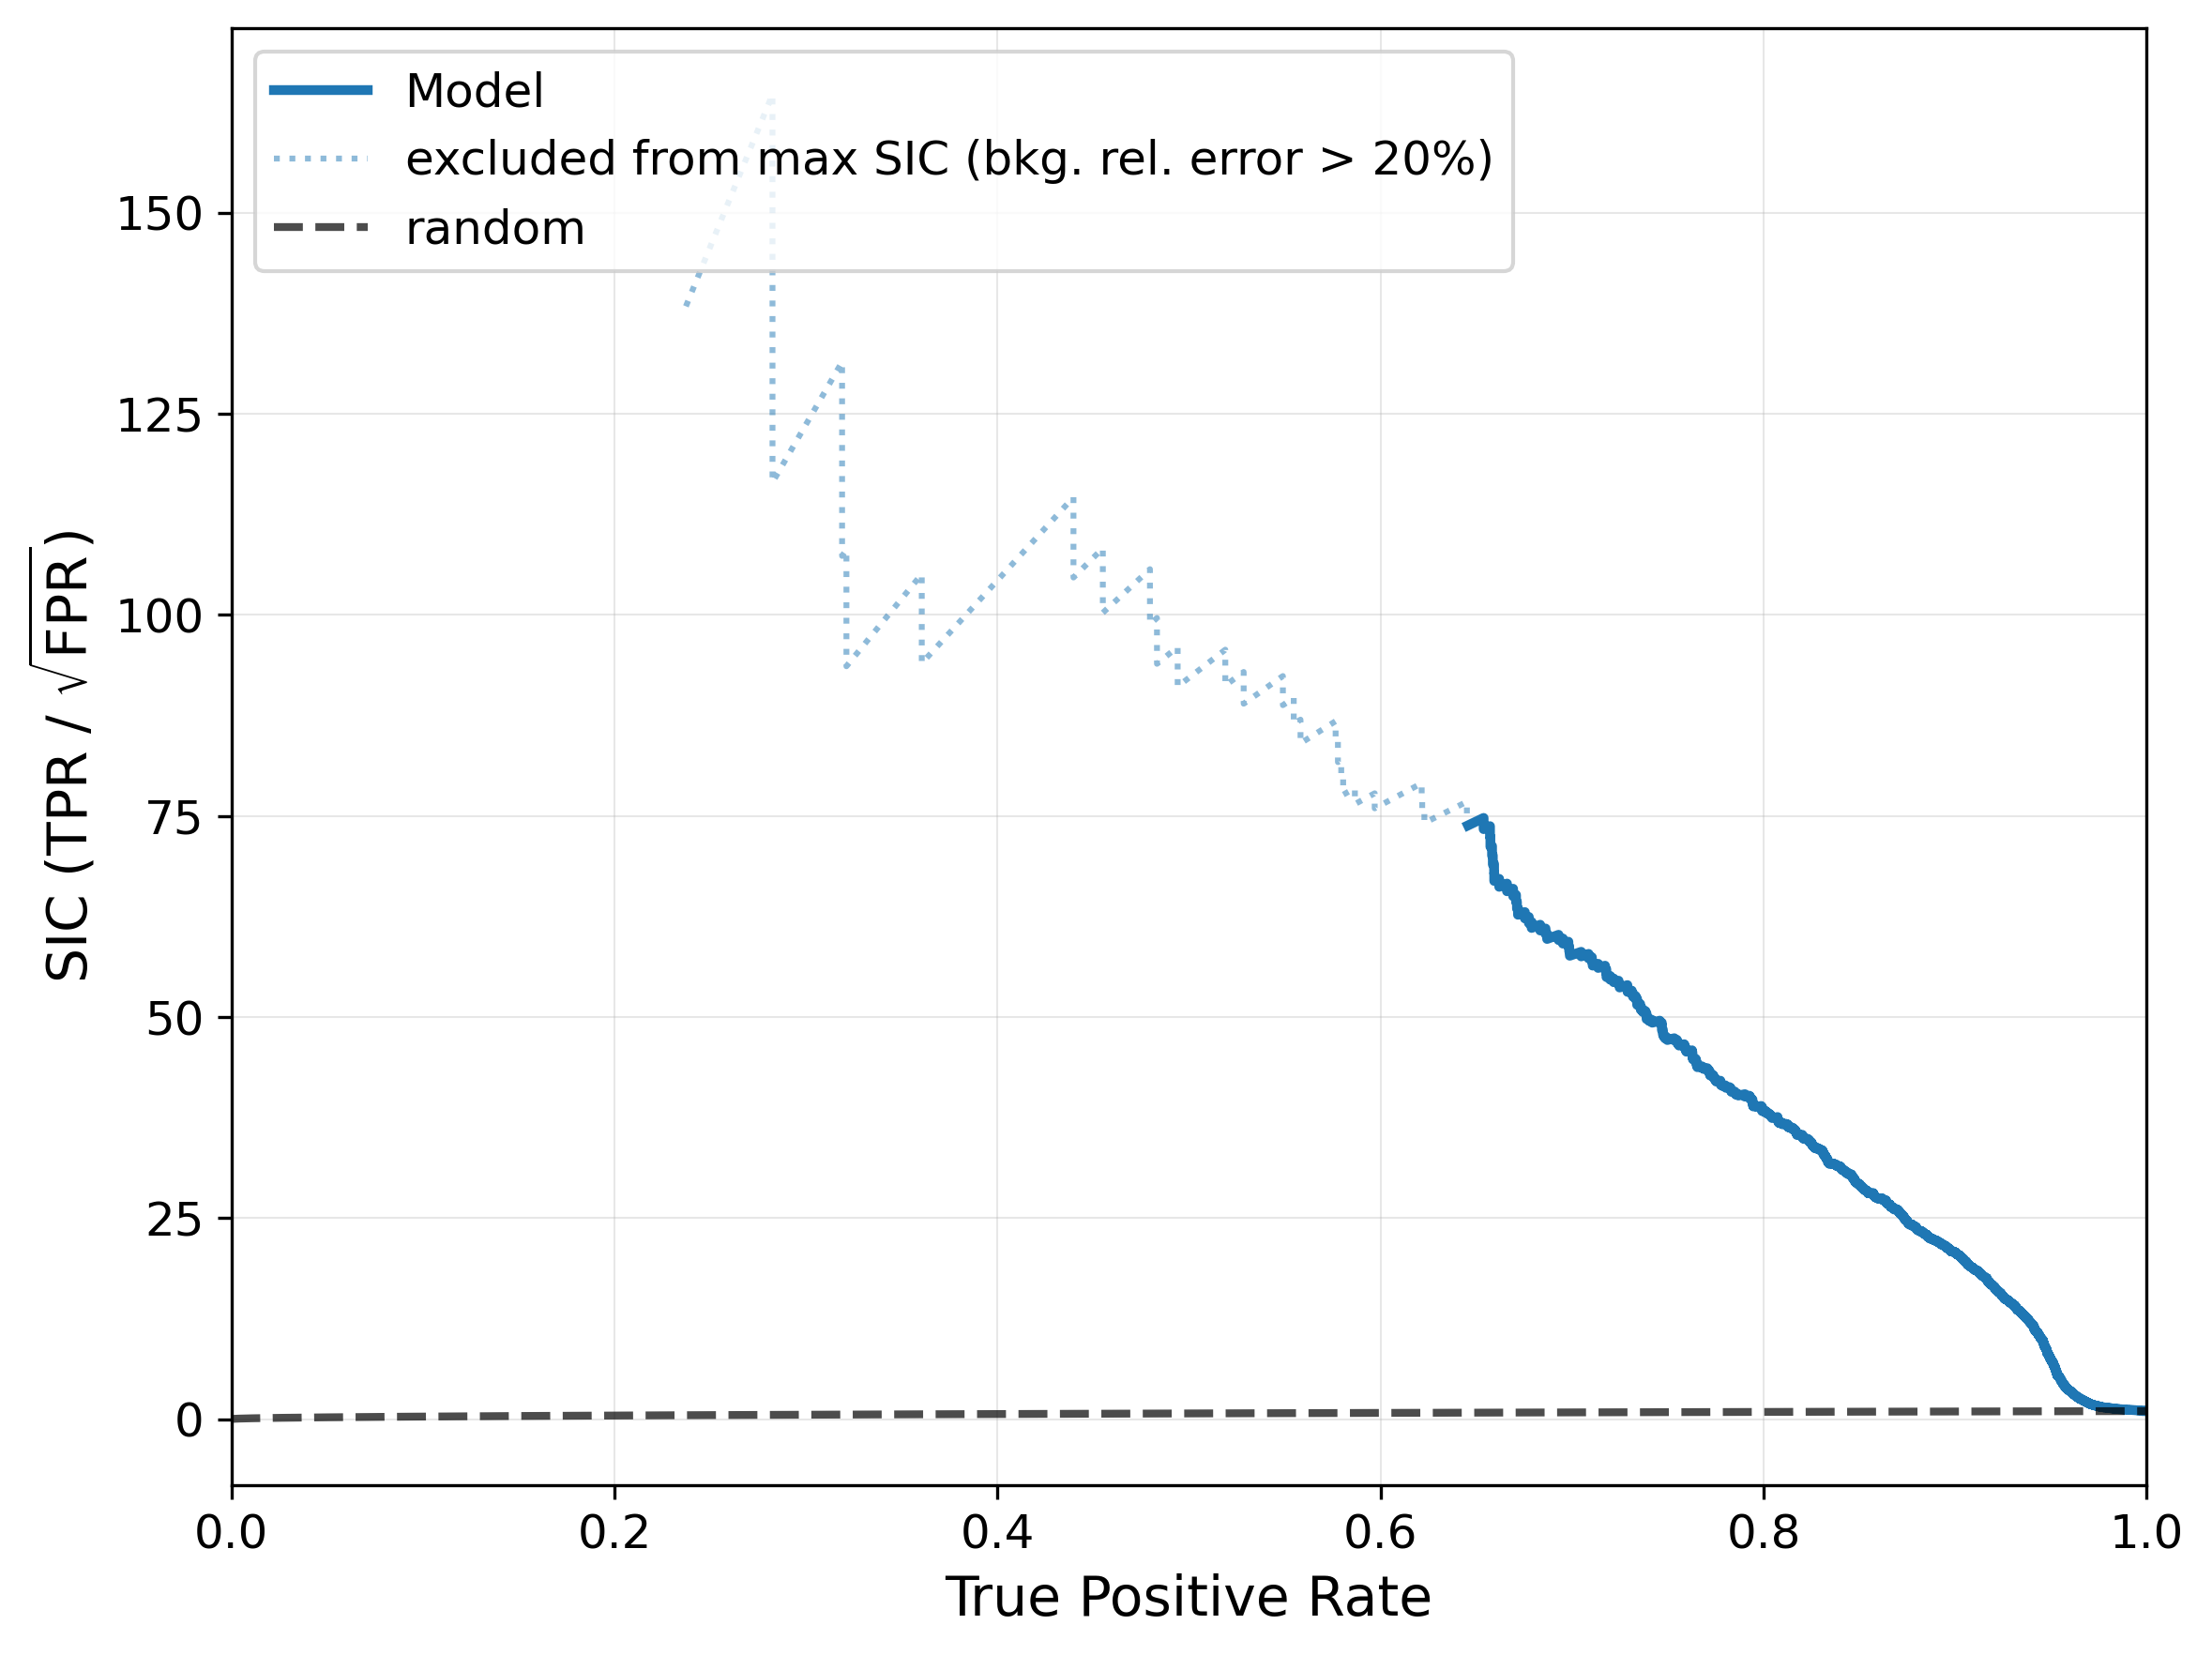 Model
excluded from max SIC (bkg. rel. error > 20%)
random
150
125
100
75
50
25
0
SIC (TPR / √FPR)
0.0 0.2 0.4 0.6 0.8 1.0
True Positive Rate